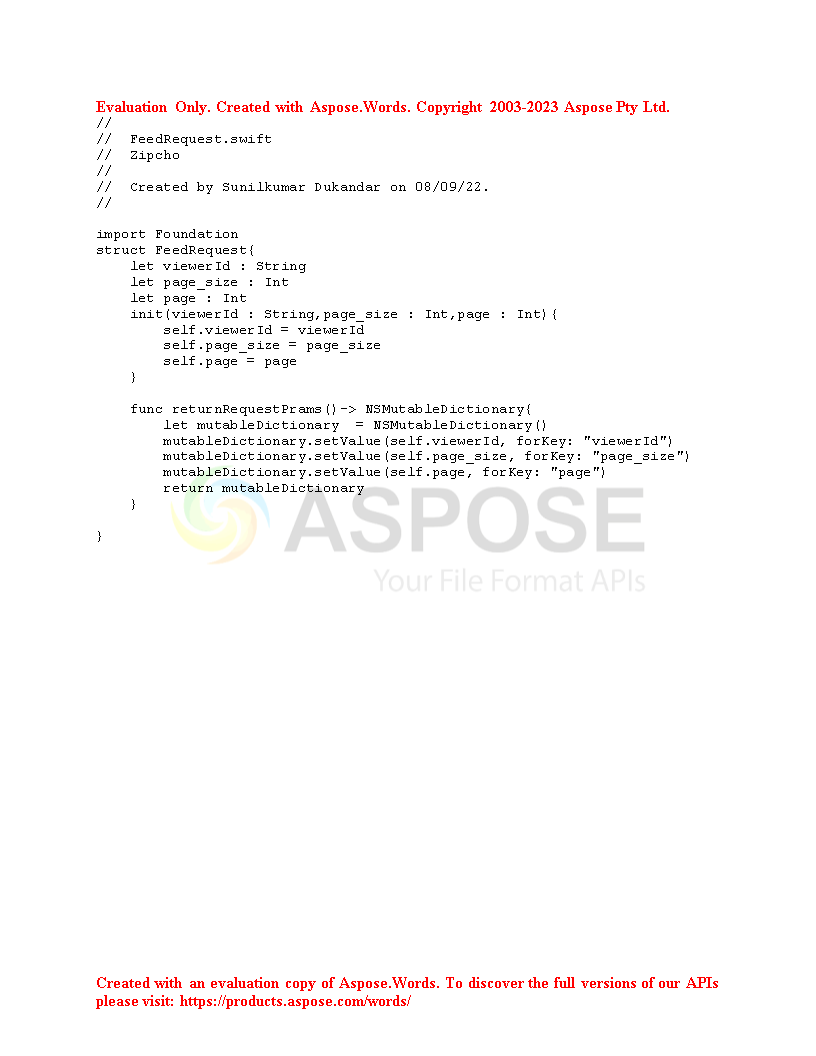 Evaluation Only. Created with Aspose.Words. Copyright 2003-2023 Aspose Pty Ltd.
//
//  FeedRequest.swift
//  Zipcho
//
//  Created by Sunilkumar Dukandar on 08/09/22.
//

import Foundation
struct FeedRequest{
    let viewerId : String
    let page_size : Int
    let page : Int
    init(viewerId : String,page_size : Int,page : Int){
        self.viewerId = viewerId
        self.page_size = page_size
        self.page = page
    }

    func returnRequestPrams()-> NSMutableDictionary{
        let mutableDictionary  = NSMutableDictionary()
        mutableDictionary.setValue(self.viewerId, forKey: "viewerId")
        mutableDictionary.setValue(self.page_size, forKey: "page_size")
        mutableDictionary.setValue(self.page, forKey: "page")
        return mutableDictionary
    }

}
ASPOSE
Your File Format APIs
Created with an evaluation copy of Aspose.Words. To discover the full versions of our APIs
please visit: https://products.aspose.com/words/